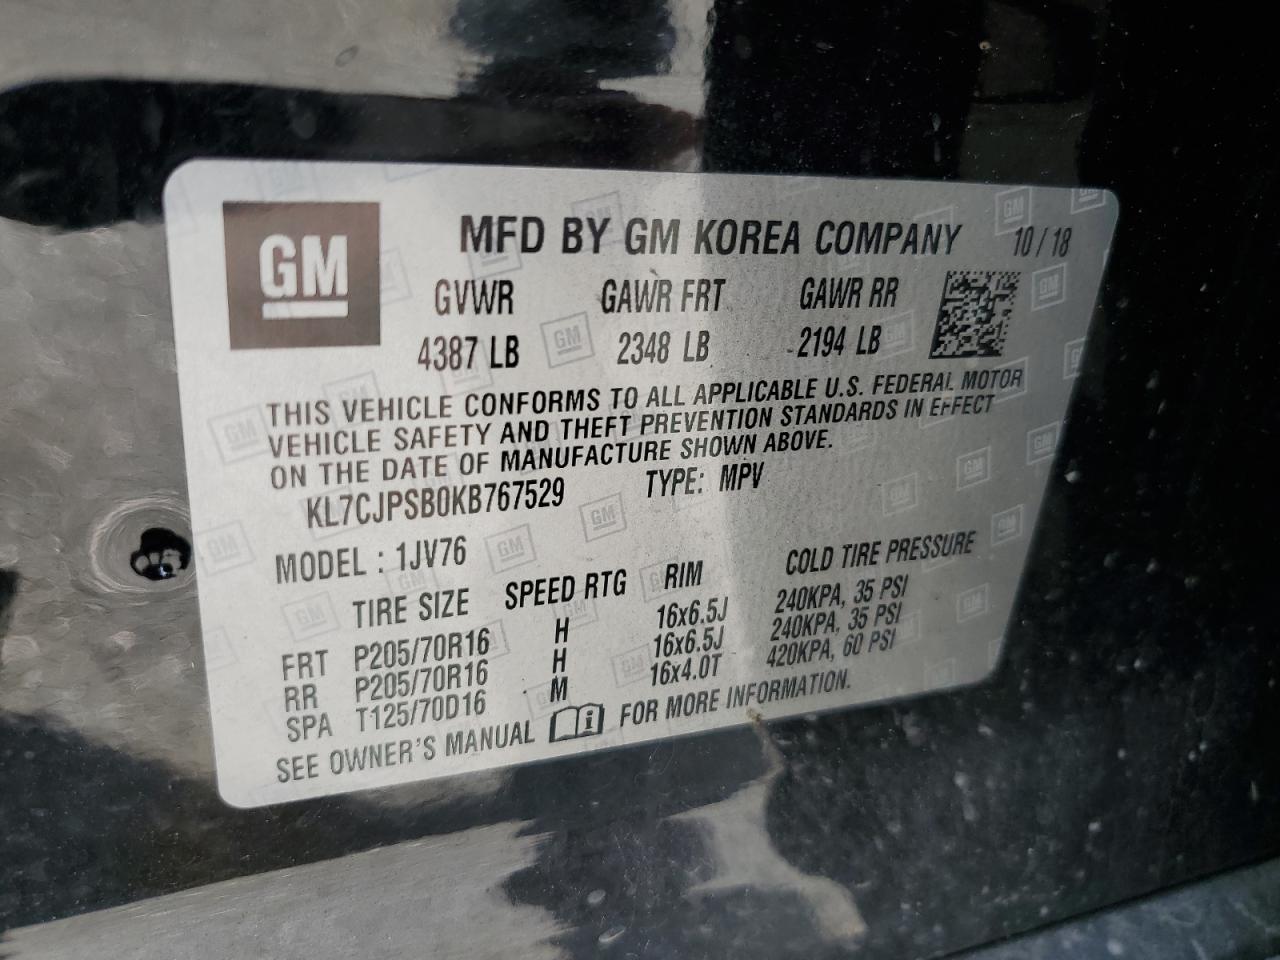 GM
MFD BY GM KOREA COMPANY 10/18
GVWR GAWR FRT GAWR RR
4387 LB 2348 LB 2194 LB
THIS VEHICLE CONFORMS TO ALL APPLICABLE U.S. FEDERAL MOTOR
VEHICLE SAFETY AND THEFT PREVENTION STANDARDS IN EFFECT
ON THE DATE OF MANUFACTURE SHOWN ABOVE.
KL7CJPSB0KB767529 TYPE: MPV
MODEL : 1JV76
TIRE SIZE SPEED RTG RIM COLD TIRE PRESSURE
FRT P205/70R16 H 16x6.5J 240KPA, 35 PSI
RR P205/70R16 H 16x6.5J 240KPA, 35 PSI
SPA T125/70D16 M 16x4.0T 420KPA, 60 PSI
SEE OWNER'S MANUAL i FOR MORE INFORMATION.